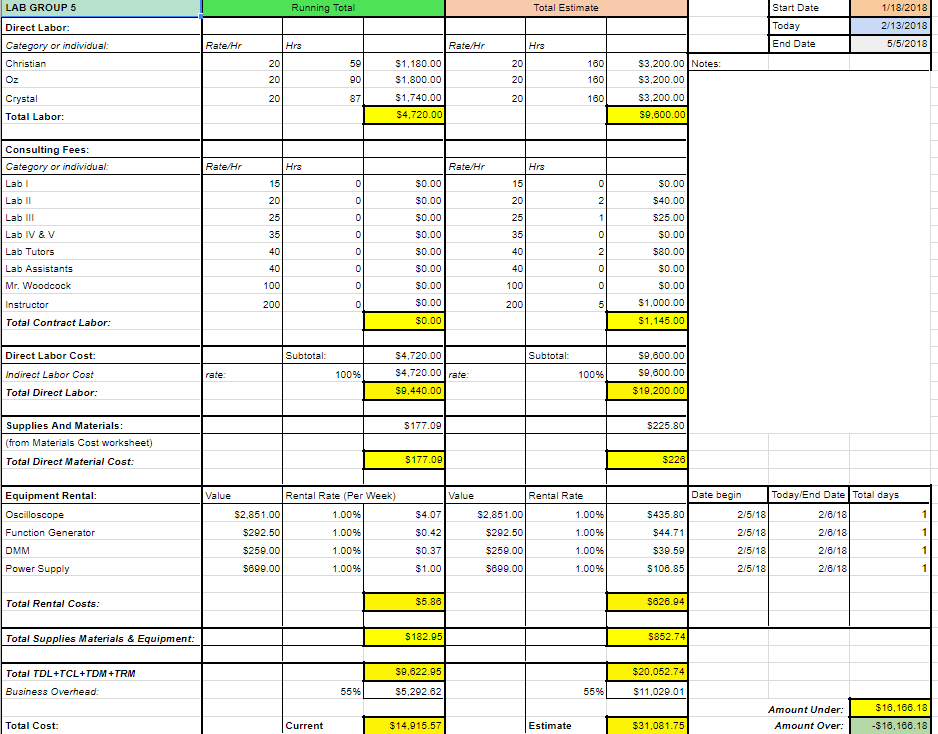 LAB GROUP 5 Running Total Total Estimate Start Date 1/18/2018
Direct Labor: Today 2/13/2018
Category or individual: Rate/Hr Hrs Rate/Hr Hrs End Date 5/5/2018
Christian 20 59 $1,180.00 20 160 $3,200.00 Notes:
Oz 20 90 $1,800.00 20 160 $3,200.00
Crystal 20 87 $1,740.00 20 160 $3,200.00
Total Labor: $4,720.00 $9,600.00
Consulting Fees:
Category or individual: Rate/Hr Hrs Rate/Hr Hrs
Lab I 15 0 $0.00 15 0 $0.00
Lab II 20 0 $0.00 20 2 $40.00
Lab III 25 0 $0.00 25 1 $25.00
Lab IV & V 35 0 $0.00 35 0 $0.00
Lab Tutors 40 0 $0.00 40 2 $80.00
Lab Assistants 40 0 $0.00 40 0 $0.00
Mr. Woodcock 100 0 $0.00 100 0 $0.00
Instructor 200 0 $0.00 200 5 $1,000.00
Total Contract Labor: $0.00 $1,145.00
Direct Labor Cost: Subtotal: $4,720.00 Subtotal: $9,600.00
Indirect Labor Cost rate: 100% $4,720.00 rate: 100% $9,600.00
Total Direct Labor: $9,440.00 $19,200.00
Supplies And Materials: $177.09 $225.80
(from Materials Cost worksheet)
Total Direct Material Cost: $177.09 $226
Equipment Rental: Value Rental Rate (Per Week) Value Rental Rate Date begin Today/End Date Total days
Oscilloscope $2,851.00 1.00% $4.07 $2,851.00 1.00% $435.80 2/5/18 2/6/18 1
Function Generator $292.50 1.00% $0.42 $292.50 1.00% $44.71 2/5/18 2/6/18 1
DMM $259.00 1.00% $0.37 $259.00 1.00% $39.59 2/5/18 2/6/18 1
Power Supply $699.00 1.00% $1.00 $699.00 1.00% $106.85 2/5/18 2/6/18 1
Total Rental Costs: $5.86 $626.94
Total Supplies Materials & Equipment: $182.95 $852.74
Total TDL+TCL+TDM+TRM $9,622.95 $20,052.74
Business Overhead: 55% $5,292.62 55% $11,029.01
Amount Under: $16,166.18
Total Cost: Current $14,915.57 Estimate $31,081.75 Amount Over: -$16,166.18